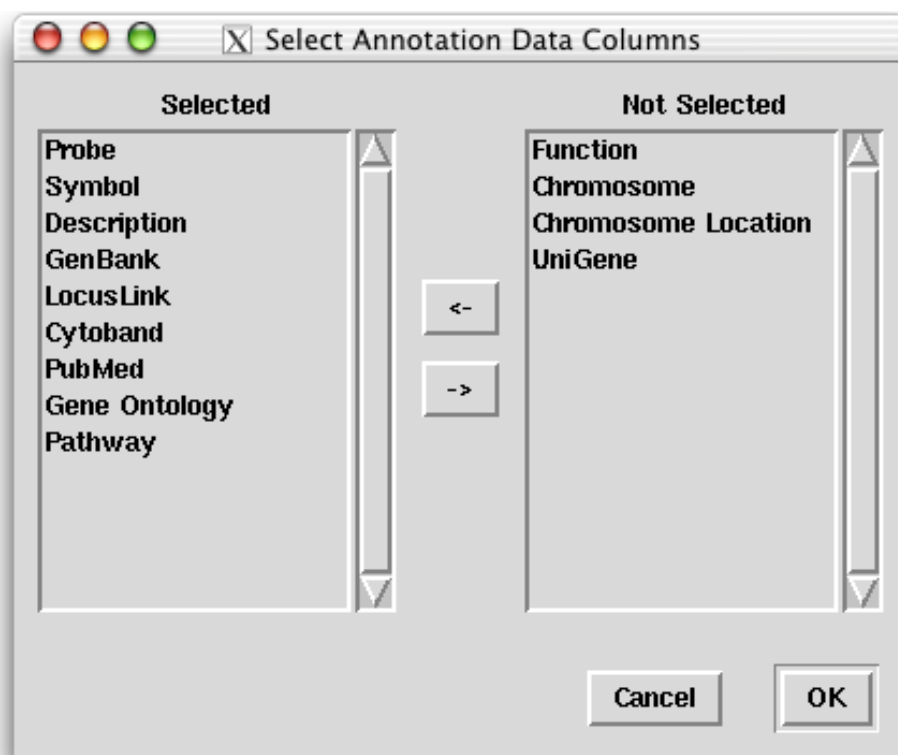 X Select Annotation Data Columns
Selected
Probe
Symbol
Description
GenBank
LocusLink
Cytoband
PubMed
Gene Ontology
Pathway
<-
->
Not Selected
Function
Chromosome
Chromosome Location
UniGene
Cancel
OK